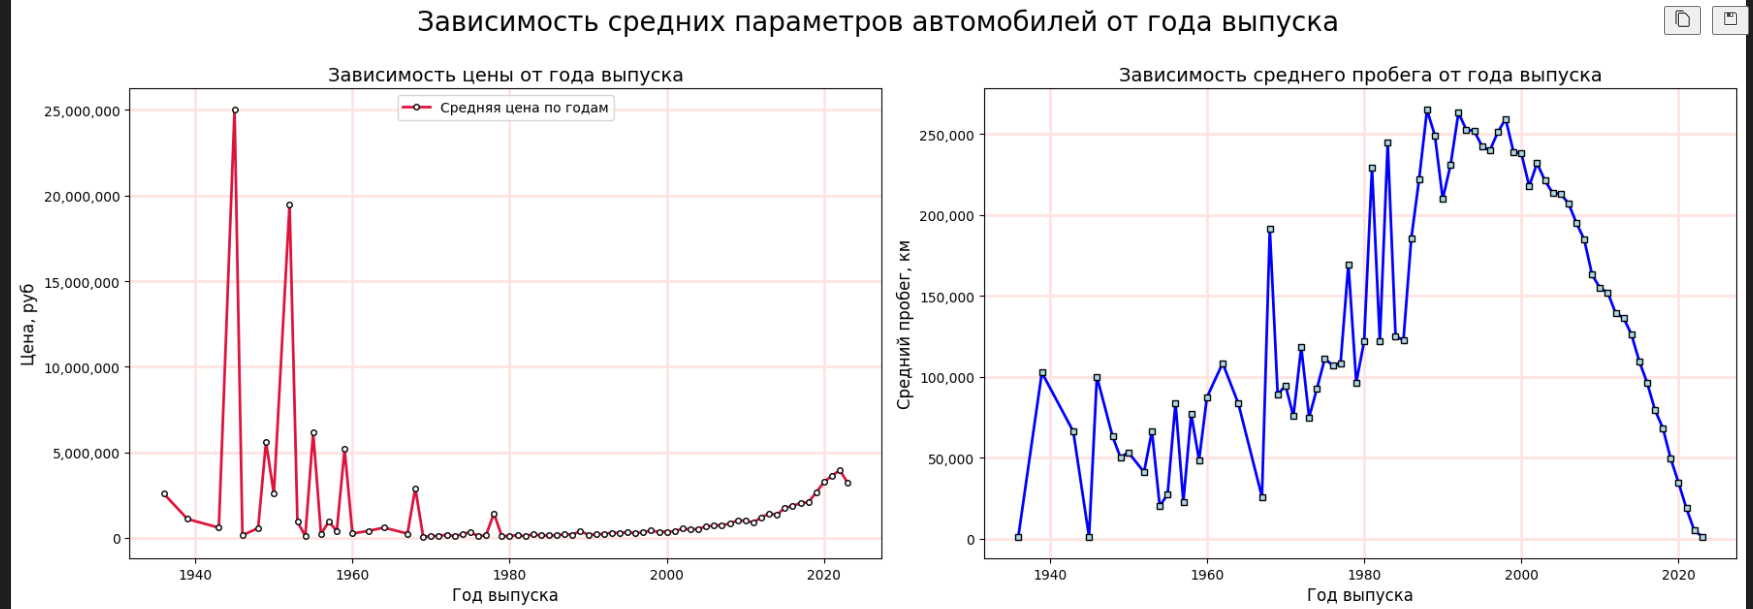 Зависимость средних параметров автомобилей от года выпуска
Зависимость цены от года выпуска
Средняя цена по годам
25,000,000
20,000,000
15,000,000
10,000,000
5,000,000
0
Цена, руб
1940 1960 1980 2000 2020
Год выпуска
Зависимость среднего пробега от года выпуска
250,000
200,000
150,000
100,000
50,000
0
Средний пробег, км
1940 1960 1980 2000 2020
Год выпуска